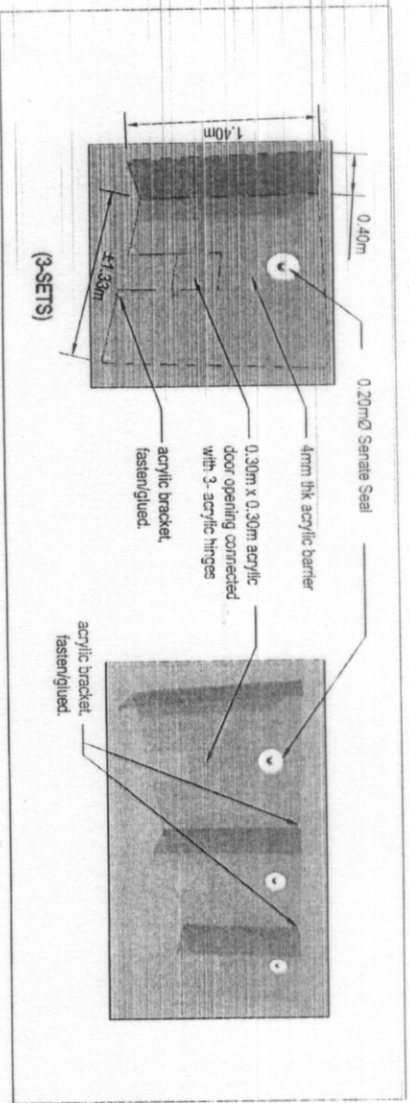 0.40m
1.40m
±1.33m
(3-SETS)
0.20mØ Senate Seal
4mm thk acrylic barrier
0.30m x 0.30m acrylic
door opening connected
with 3- acrylic hinges
acrylic bracket,
fasten/glued.
acrylic bracket,
fasten/glued.